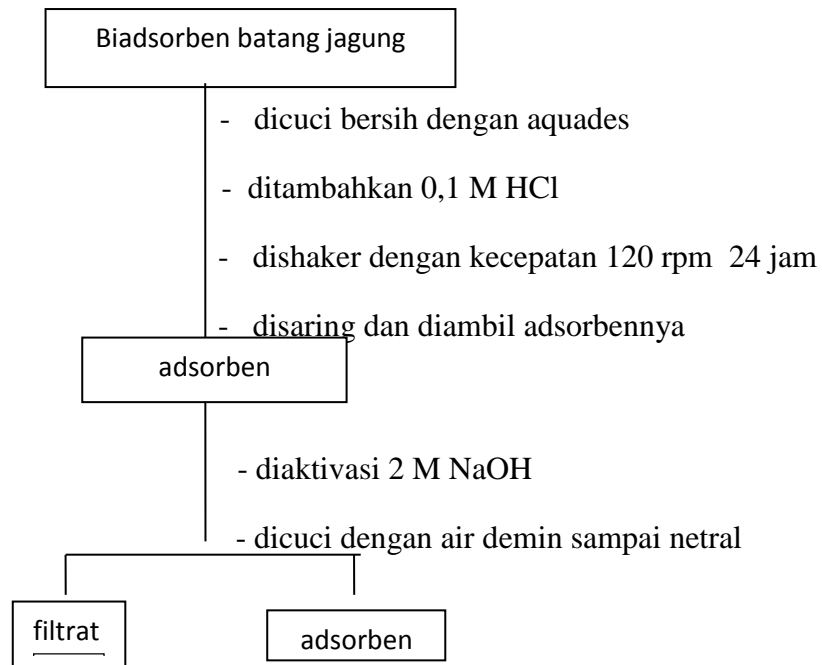 Biadsorben batang jagung
- dicuci bersih dengan aquades
- ditambahkan 0,1 M HCl
- dishaker dengan kecepatan 120 rpm 24 jam
- disaring dan diambil adsorbennya
adsorben
- diaktivasi 2 M NaOH
- dicuci dengan air demin sampai netral
filtrat
adsorben